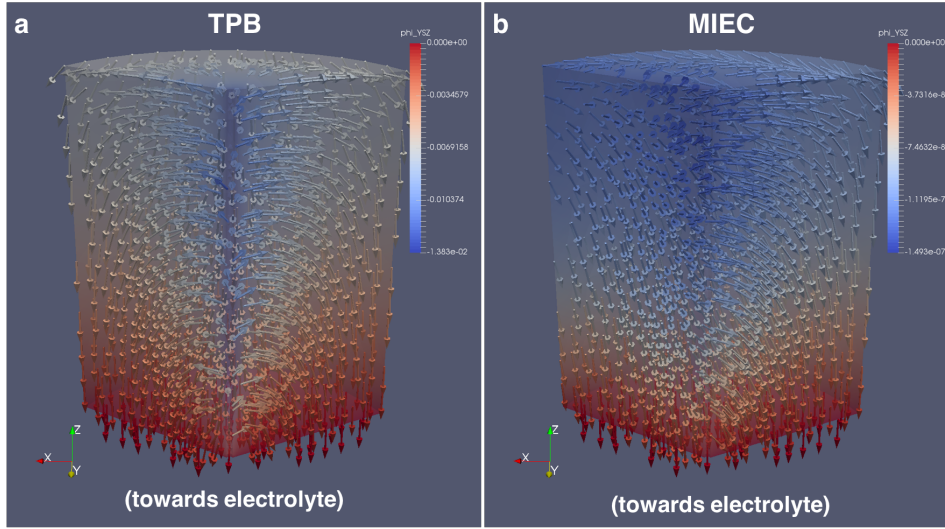 a
TPB
phi_YSZ
0.000e+00
-0.0034579
-0.0069158
-0.010374
-1.383e-02
Z
X
Y
(towards electrolyte)
b
MIEC
phi_YSZ
0.000e+00
-3.7316e-8
-7.4632e-8
-1.1195e-7
-1.493e-07
Z
X
Y
(towards electrolyte)